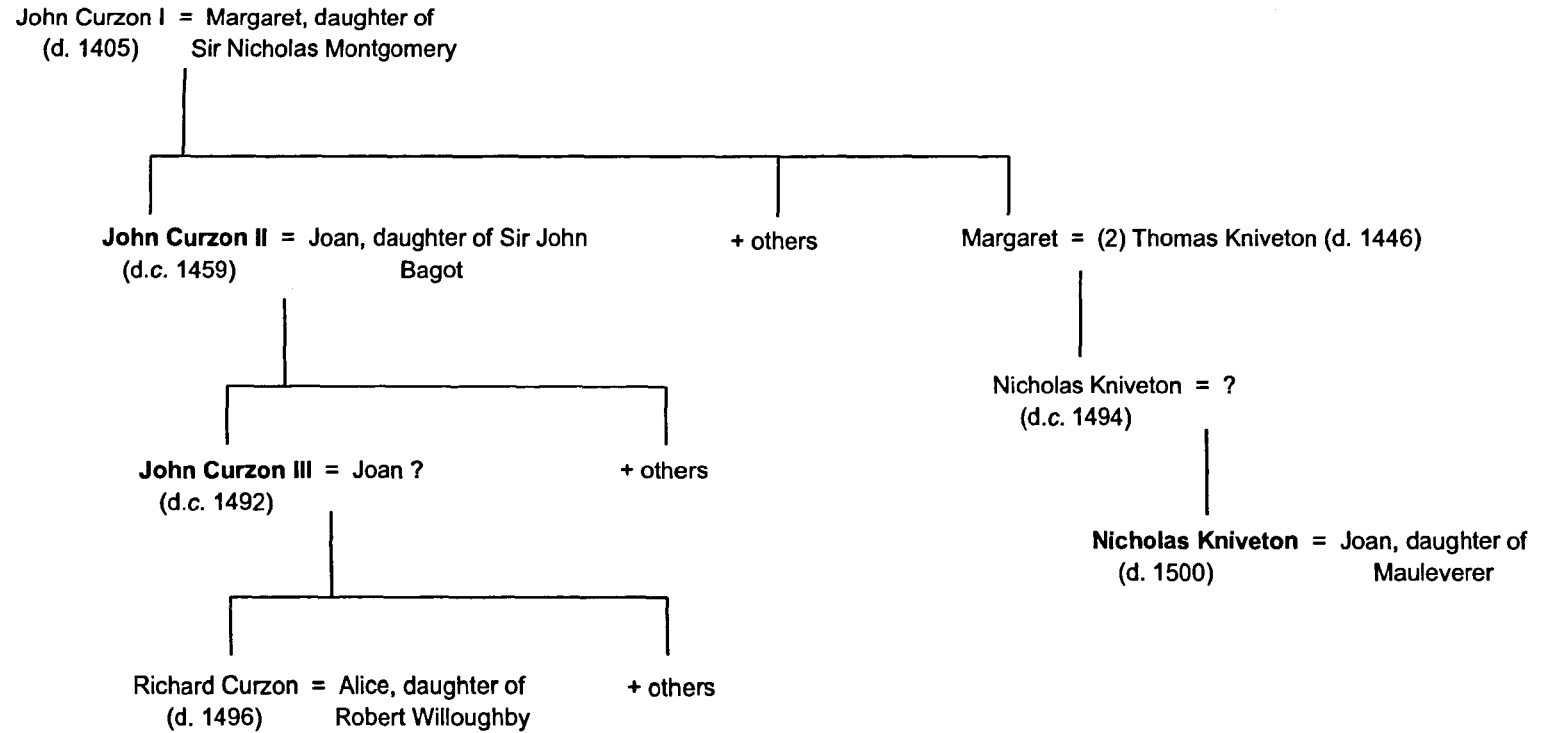 John Curzon I = Margaret, daughter of
(d. 1405) Sir Nicholas Montgomery
John Curzon II = Joan, daughter of Sir John + others Margaret = (2) Thomas Kniveton (d. 1446)
(d.c. 1459) Bagot
Nicholas Kniveton = ?
(d.c. 1494)
John Curzon III = Joan ? + others
(d.c. 1492)
Nicholas Kniveton = Joan, daughter of
(d. 1500) Mauleverer
Richard Curzon = Alice, daughter of + others
(d. 1496) Robert Willoughby